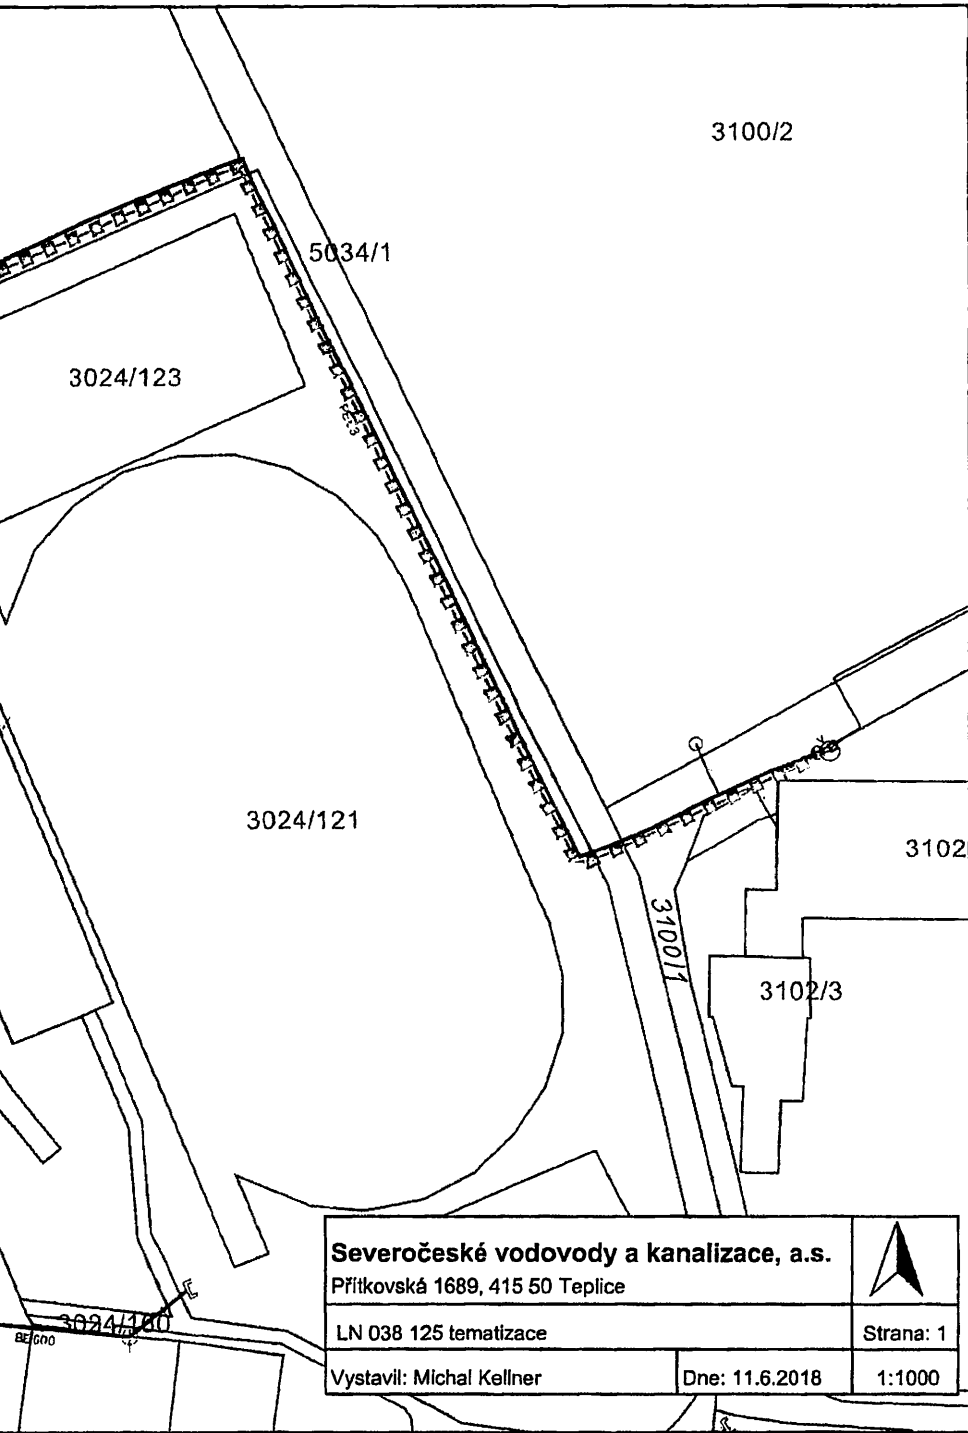 3100/2
5034/1
3024/123
3024/121
3102
3100/1
3102/3
3024/100
Severočeské vodovody a kanalizace, a.s.
Přítkovská 1689, 415 50 Teplice
LN 038 125 tematizace
Strana: 1
Vystavil: Michal Kellner
Dne: 11.6.2018
1:1000